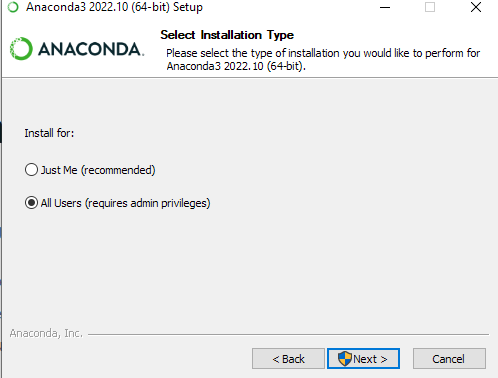 Anaconda3 2022.10 (64-bit) Setup
ANACONDA.
Select Installation Type
Please select the type of installation you would like to perform for
Anaconda3 2022.10 (64-bit).
Install for:
Just Me (recommended)
All Users (requires admin privileges)
Anaconda, Inc.
< Back
Next >
Cancel